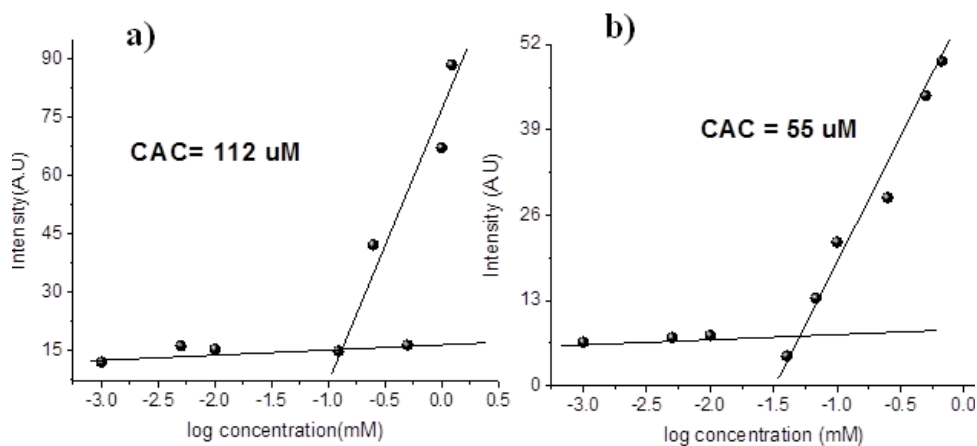 a)
90
75
60
45
30
15
Intensity(A.U)
CAC= 112 uM
-3.0 -2.5 -2.0 -1.5 -1.0 -0.5 0.0 0.5
log concentration(mM)
b)
52
39
26
13
0
Intensity (A.U)
CAC = 55 uM
-3.0 -2.5 -2.0 -1.5 -1.0 -0.5 0.0
log concentration (mM)